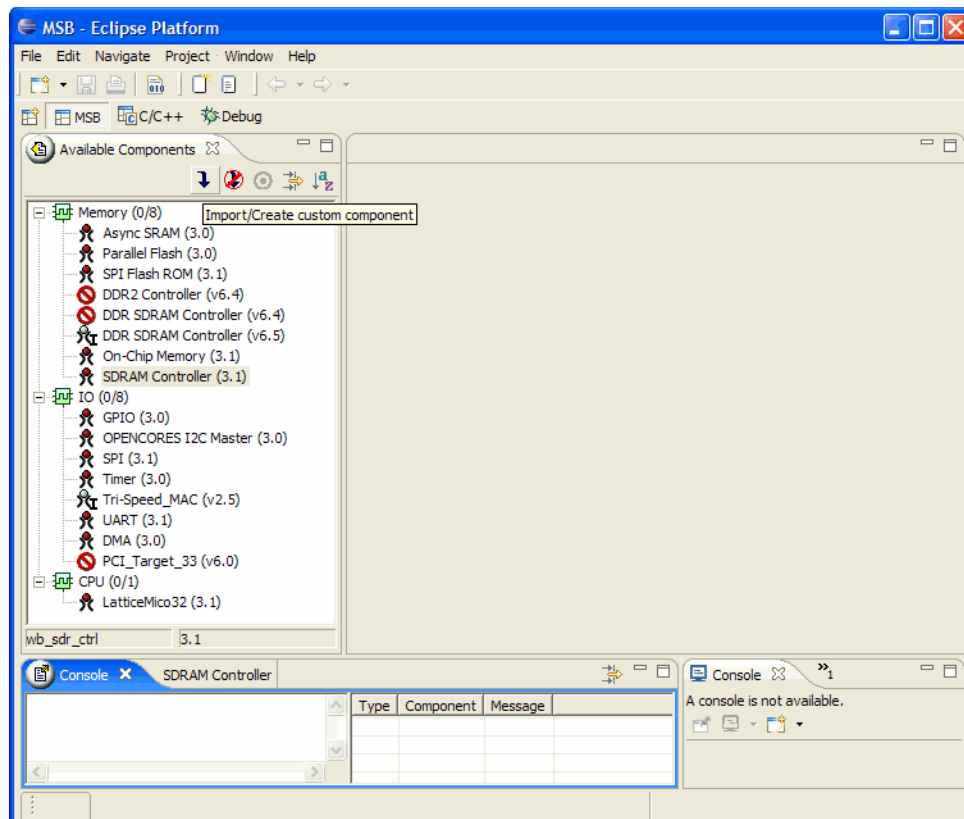 MSB - Eclipse Platform
File Edit Navigate Project Window Help
010
MSB C/C++ Debug
Available Components
a
z
Memory (0/8)
Import/Create custom component
Async SRAM (3.0)
Parallel Flash (3.0)
SPI Flash ROM (3.1)
DDR2 Controller (v6.4)
DDR SDRAM Controller (v6.4)
DDR SDRAM Controller (v6.5)
On-Chip Memory (3.1)
SDRAM Controller (3.1)
IO (0/8)
GPIO (3.0)
OPENCORES I2C Master (3.0)
SPI (3.1)
Timer (3.0)
Tri-Speed_MAC (v2.5)
UART (3.1)
DMA (3.0)
PCI_Target_33 (v6.0)
CPU (0/1)
LatticeMico32 (3.1)
wb_sdr_ctrl 3.1
Console SDRAM Controller
Type Component Message
Console »1
A console is not available.